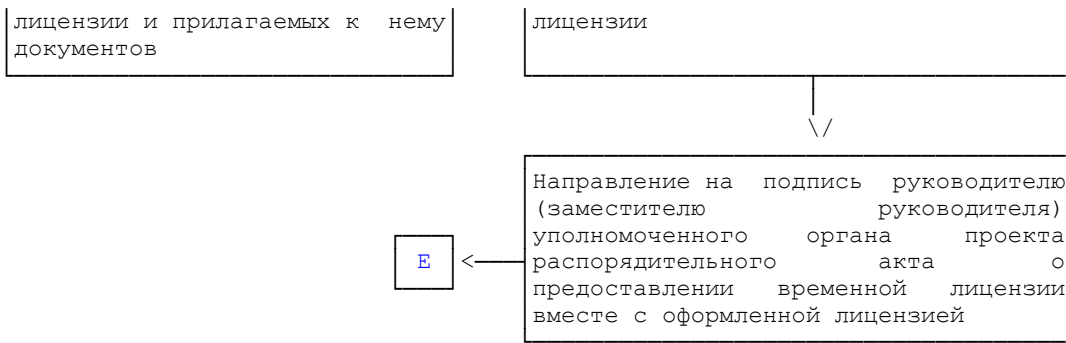 лицензии и прилагаемых к нему
документов
лицензии
\/
Направление на подпись руководителю
(заместителю руководителя)
уполномоченного органа проекта
Е <
распорядительного акта о
предоставлении временной лицензии
вместе с оформленной лицензией